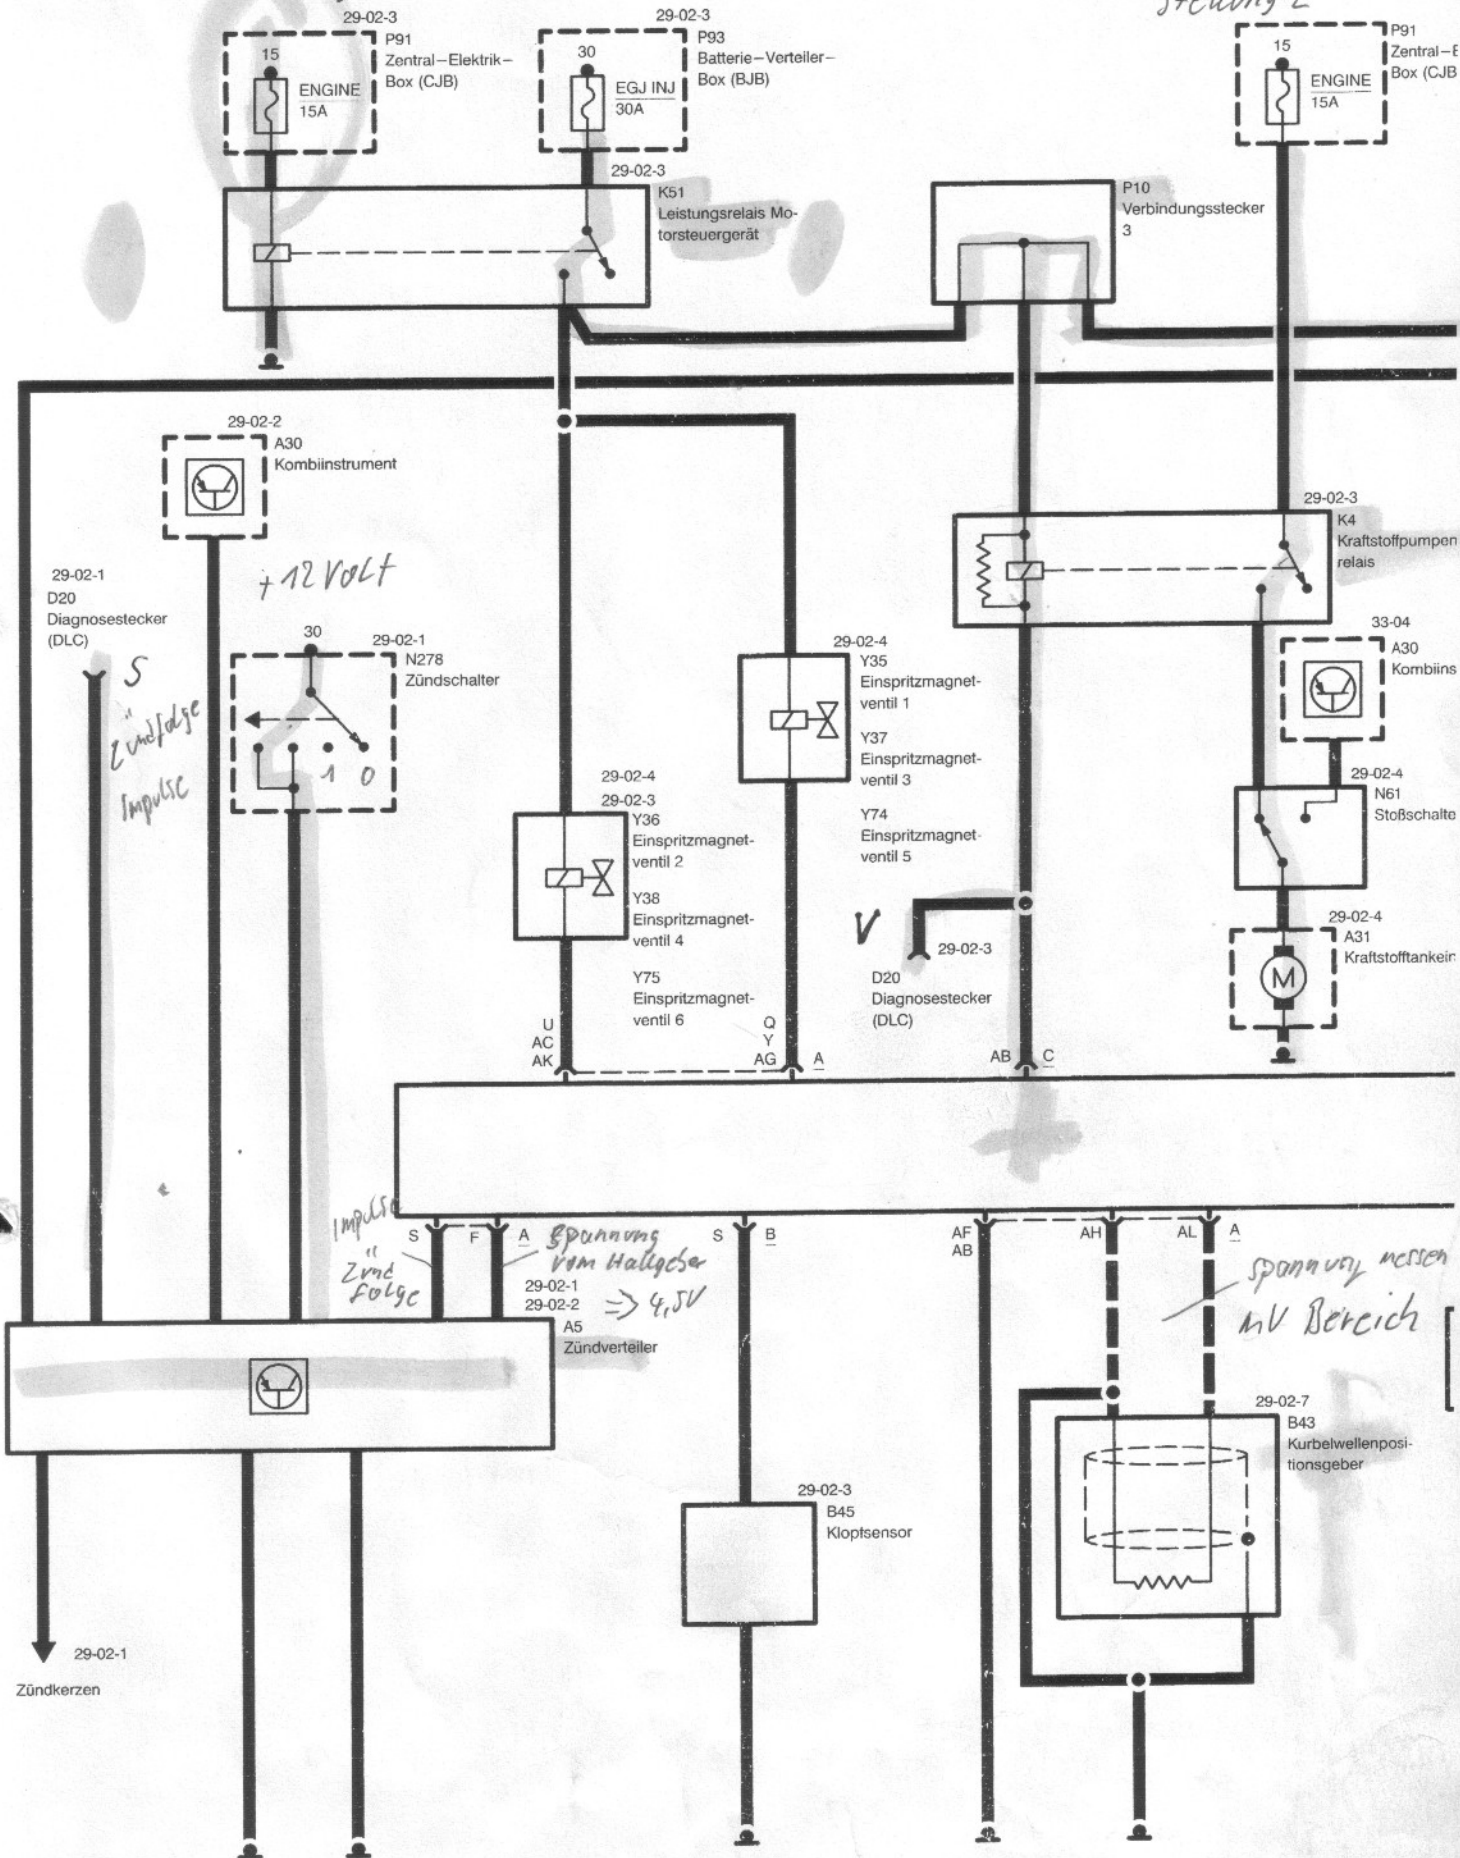 Stellung 2
29-02-3
P91
Zentral–Elektrik–
Box (CJB)
15
ENGINE
15A
29-02-3
P93
Batterie–Verteiler–
Box (BJB)
30
EGJ INJ
30A
P91
Zentral–E
Box (CJB
15
ENGINE
15A
29-02-3
K51
Leistungsrelais Mo-
torsteuergerät
P10
Verbindungsstecker
3
29-02-2
A30
Kombiinstrument
29-02-3
K4
Kraftstoffpumpen
relais
29-02-1
D20
Diagnosestecker
(DLC)
+12 Volt
S
Zündfolge
Impulse
30
29-02-1
N278
Zündschalter
1 0
29-02-4
Y35
Einspritzmagnet-
ventil 1
Y37
Einspritzmagnet-
ventil 3
Y74
Einspritzmagnet-
ventil 5
33-04
A30
Kombiins
29-02-4
29-02-3
Y36
Einspritzmagnet-
ventil 2
Y38
Einspritzmagnet-
ventil 4
Y75
Einspritzmagnet-
ventil 6
29-02-4
N61
Stoßschalte
V
29-02-3
D20
Diagnosestecker
(DLC)
29-02-4
A31
Kraftstofftankein
M
U
AC
AK
Q
Y
AG A
AB C
Impulse
Zünd
folge
S F A
Spannung
vom Hallgeber
=> 4,5V
29-02-1
29-02-2
A5
Zündverteiler
S B
AF
AB
AH AL A
Spannung messen
mV Bereich
29-02-7
B43
Kurbelwellenposi-
tionsgeber
29-02-3
B45
Klopfsensor
29-02-1
Zündkerzen